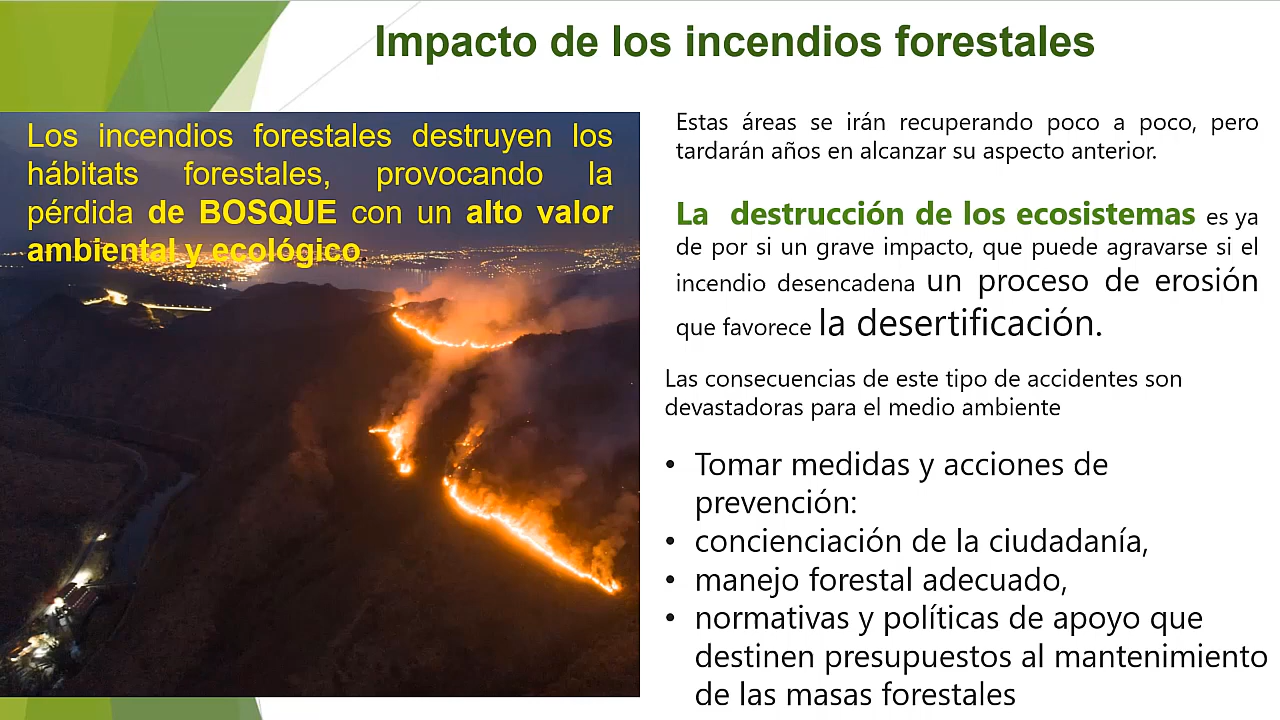 Impacto de los incendios forestales
Los incendios forestales destruyen los
hábitats forestales, provocando la
pérdida de BOSQUE con un alto valor
ambiental y ecológico.
Estas áreas se irán recuperando poco a poco, pero
tardarán años en alcanzar su aspecto anterior.
La destrucción de los ecosistemas es ya
de por si un grave impacto, que puede agravarse si el
incendio desencadena un proceso de erosión
que favorece la desertificación.
Las consecuencias de este tipo de accidentes son
devastadoras para el medio ambiente
• Tomar medidas y acciones de
prevención:
• concienciación de la ciudadanía,
• manejo forestal adecuado,
• normativas y políticas de apoyo que
destinen presupuestos al mantenimiento
de las masas forestales